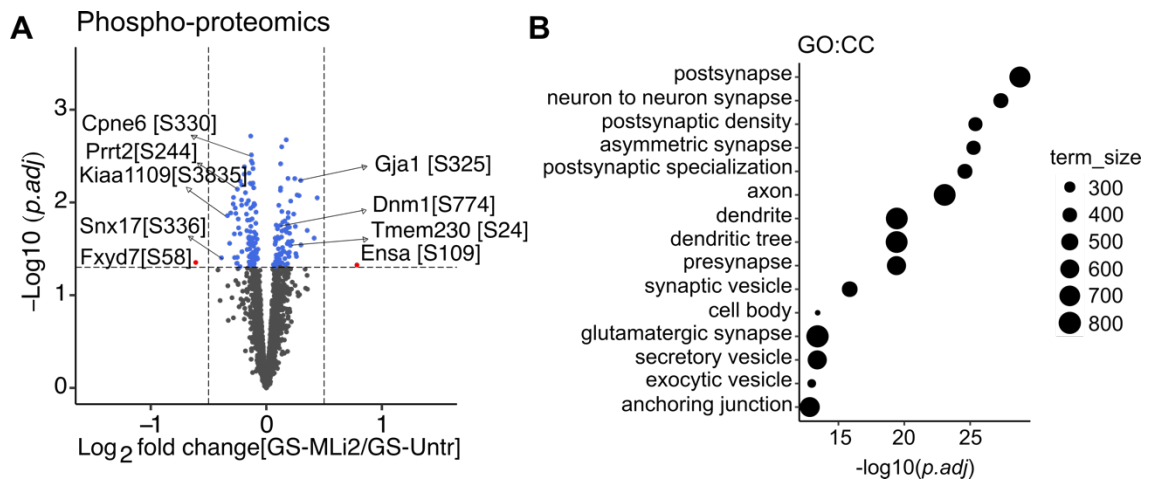 A
Phospho-proteomics
–Log10 (p.adj)
3
2
1
0
Cpne6 [S330]
Prrt2[S244]
Kiaa1109[S3835]
Snx17[S336]
Fxyd7[S58]
Gja1 [S325]
Dnm1[S774]
Tmem230 [S24]
Ensa [S109]
–1
0
1
Log2 fold change[GS-MLi2/GS-Untr]
B
GO:CC
postsynapse
neuron to neuron synapse
postsynaptic density
asymmetric synapse
postsynaptic specialization
axon
dendrite
dendritic tree
presynapse
synaptic vesicle
cell body
glutamatergic synapse
secretory vesicle
exocytic vesicle
anchoring junction
15
20
25
-log10(p.adj)
term_size
300
400
500
600
700
800